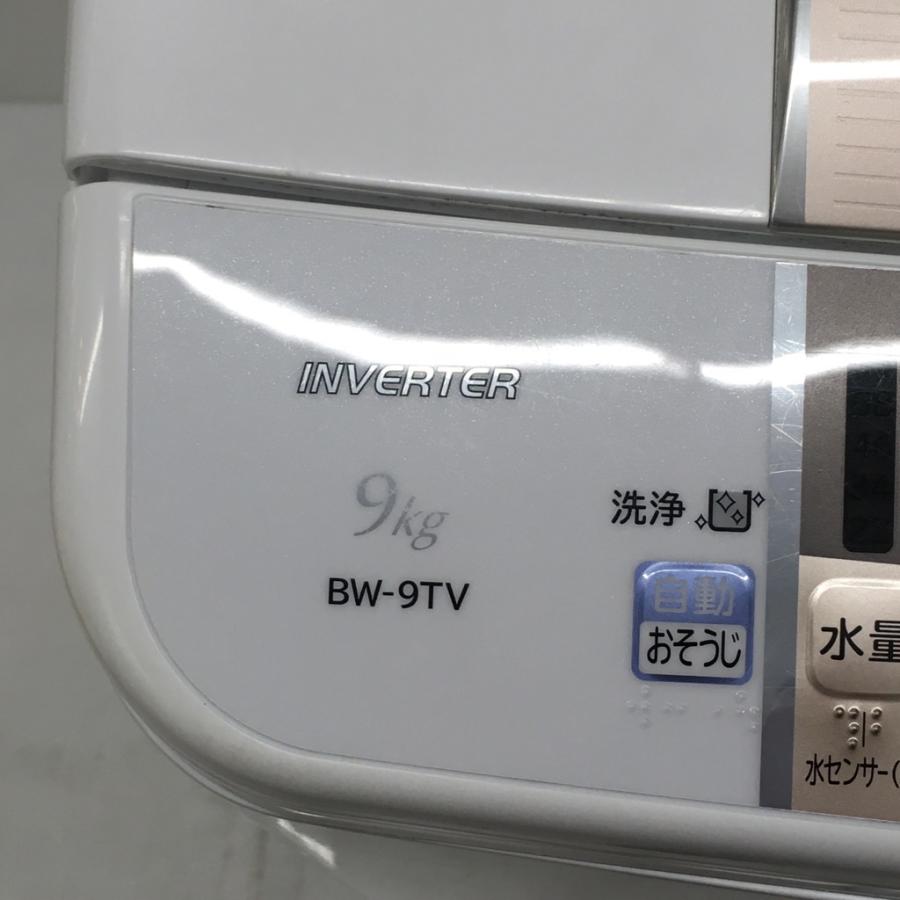 INVERTER
9kg
BW-9TV
洗浄
自動
おそうじ
水量
水センサー(